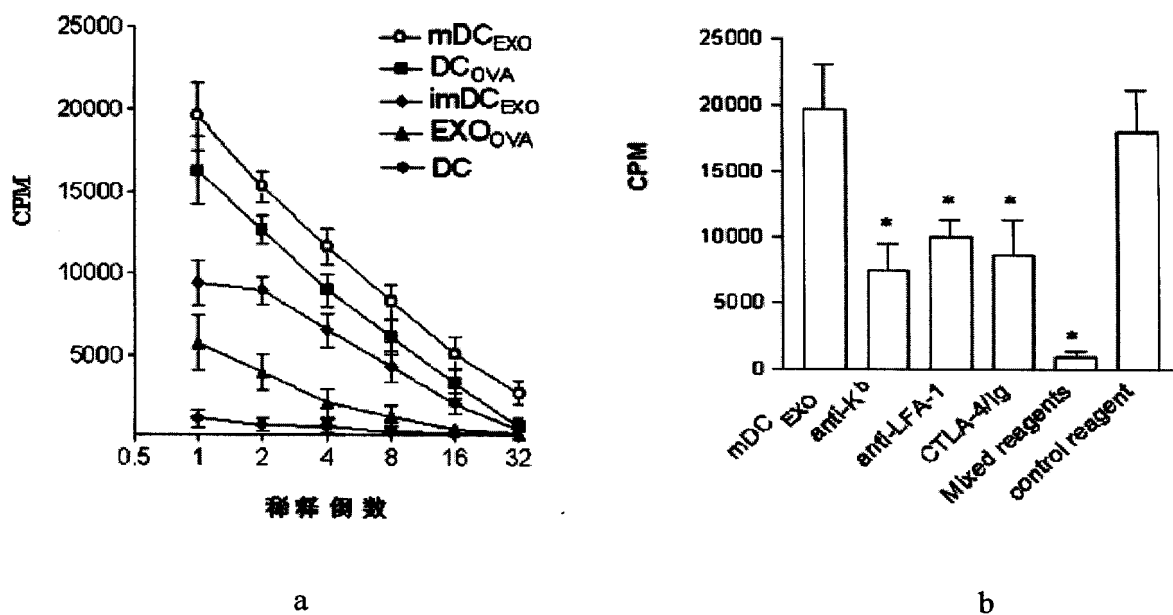 25000
20000
15000
10000
5000
CPM
mDC_EXO
DC_OVA
imDC_EXO
EXO_OVA
DC
0.5 1 2 4 8 16 32
稀释倒数
a
25000
20000
15000
10000
5000
0
CPM
* * * *
mDC EXO
anti-K^b
anti-LFA-1
CTLA-4/Ig
Mixed reagents
control reagent
b